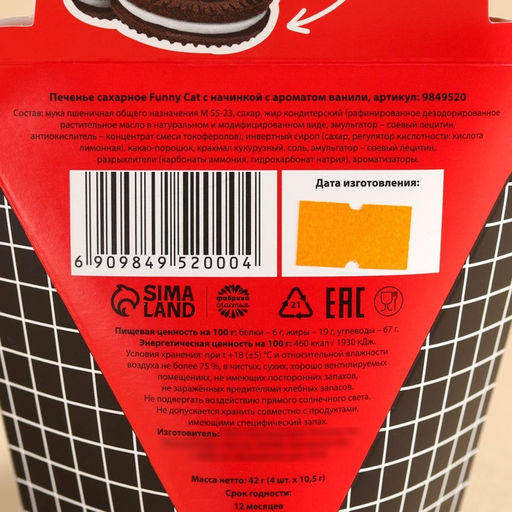 Печенье сахарное Funny Cat с начинкой с ароматом ванили, артикул: 9849520
Состав: мука пшеничная общего назначения М 55-23, сахар, жир кондитерский (рафинированное дезодорированное
растительное масло в натуральном и модифицированном виде, эмульгатор – соевый лецитин,
антиокислитель – концентрат смеси токоферолов), инвертный сироп (сахар, регулятор кислотности: кислота
лимонная), какао-порошок, крахмал кукурузный, соль, эмульгатор – соевый лецитин,
разрыхлители (карбонаты аммония, гидрокарбонат натрия), ароматизаторы.
Дата изготовления:
6 909849 520004
SIMA
LAND
фабрика
счастья
21
EAC
Пищевая ценность на 100 г: белки – 6 г, жиры – 19 г, углеводы – 67 г.
Энергетическая ценность на 100 г: 460 ккал / 1930 кДж.
Условия хранения: при t +18 (±5) °С и относительной влажности
воздуха не более 75 %, в чистых, сухих, хорошо вентилируемых
помещениях, не имеющих посторонних запахов,
не заражённых вредителями хлебных запасов.
Не подвергать воздействию прямого солнечного света.
Не допускается хранить совместно с продуктами,
имеющими специфический запах.
Изготовитель:
Масса нетто: 42 г (4 шт. х 10,5 г)
Срок годности:
12 месяцев